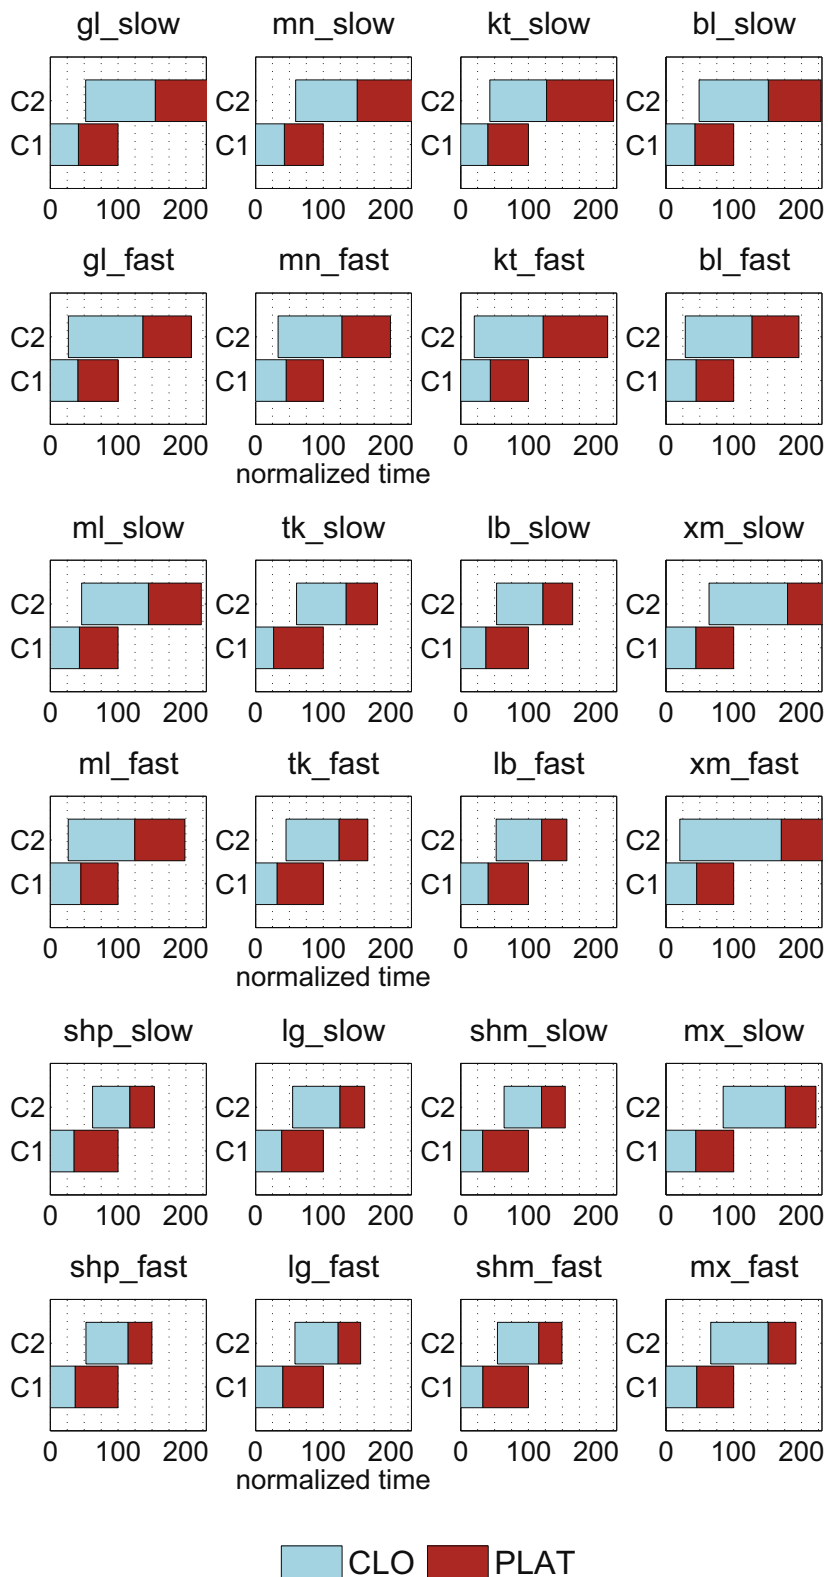 gl_slow mn_slow kt_slow bl_slow
C2 C2 C2 C2
C1 C1 C1 C1
0 100 200 0 100 200 0 100 200 0 100 200
gl_fast mn_fast kt_fast bl_fast
C2 C2 C2 C2
C1 C1 C1 C1
0 100 200 0 100 200 0 100 200 0 100 200
normalized time
ml_slow tk_slow lb_slow xm_slow
C2 C2 C2 C2
C1 C1 C1 C1
0 100 200 0 100 200 0 100 200 0 100 200
ml_fast tk_fast lb_fast xm_fast
C2 C2 C2 C2
C1 C1 C1 C1
0 100 200 0 100 200 0 100 200 0 100 200
normalized time
shp_slow lg_slow shm_slow mx_slow
C2 C2 C2 C2
C1 C1 C1 C1
0 100 200 0 100 200 0 100 200 0 100 200
shp_fast lg_fast shm_fast mx_fast
C2 C2 C2 C2
C1 C1 C1 C1
0 100 200 0 100 200 0 100 200 0 100 200
normalized time
CLO PLAT